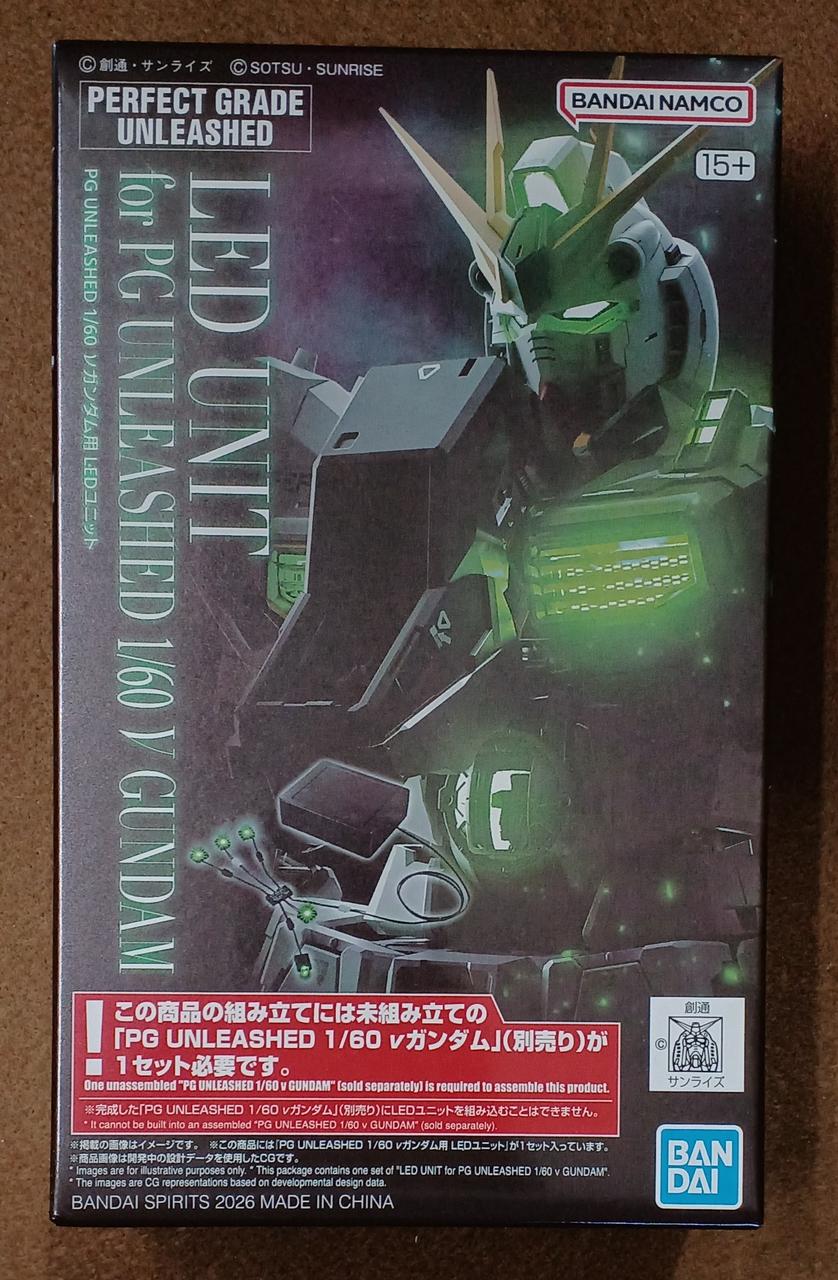 ©創通・サンライズ ©SOTSU・SUNRISE
PERFECT GRADE
UNLEASHED
BANDAI NAMCO
15+
LED UNIT
for PG UNLEASHED 1/60 ν GUNDAM
PG UNLEASHED 1/60 νガンダム用 LEDユニット
!
この商品の組み立てには未組み立ての
「PG UNLEASHED 1/60 νガンダム」(別売り)が
1セット必要です。
One unassembled "PG UNLEASHED 1/60 ν GUNDAM" (sold separately) is required to assemble this product.
※完成した「PG UNLEASHED 1/60 νガンダム」(別売り)にLEDユニットを組み込むことはできません。
* It cannot be built into an assembled "PG UNLEASHED 1/60 ν GUNDAM" (sold separately).
※掲載の画像はイメージです。 ※この商品には「PG UNLEASHED 1/60 νガンダム用 LEDユニット」が1セット入っています。
※商品画像は開発中の設計データを使用したCGです。
* Images are for illustrative purposes only. * This package contains one set of "LED UNIT for PG UNLEASHED 1/60 ν GUNDAM".
* The images are CG representations based on developmental design data.
BANDAI SPIRITS 2026 MADE IN CHINA
創通
©
サンライズ
BAN
DAI